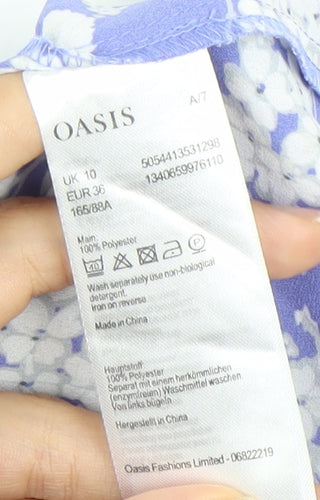 A/7
OASIS
UK 10 5054413531298
EUR 36 1340659976110
165/88A
Main:
100% Polyester
40 P
Wash separately use non-biological
detergent.
Iron on reverse
Made in China
Hauptstoff:
100% Polyester
Separat mit einem herkömmlichen
(enzymfreien) Waschmittel waschen
Von links bügeln
Hergestellt in China
Oasis Fashions Limited - 06822219